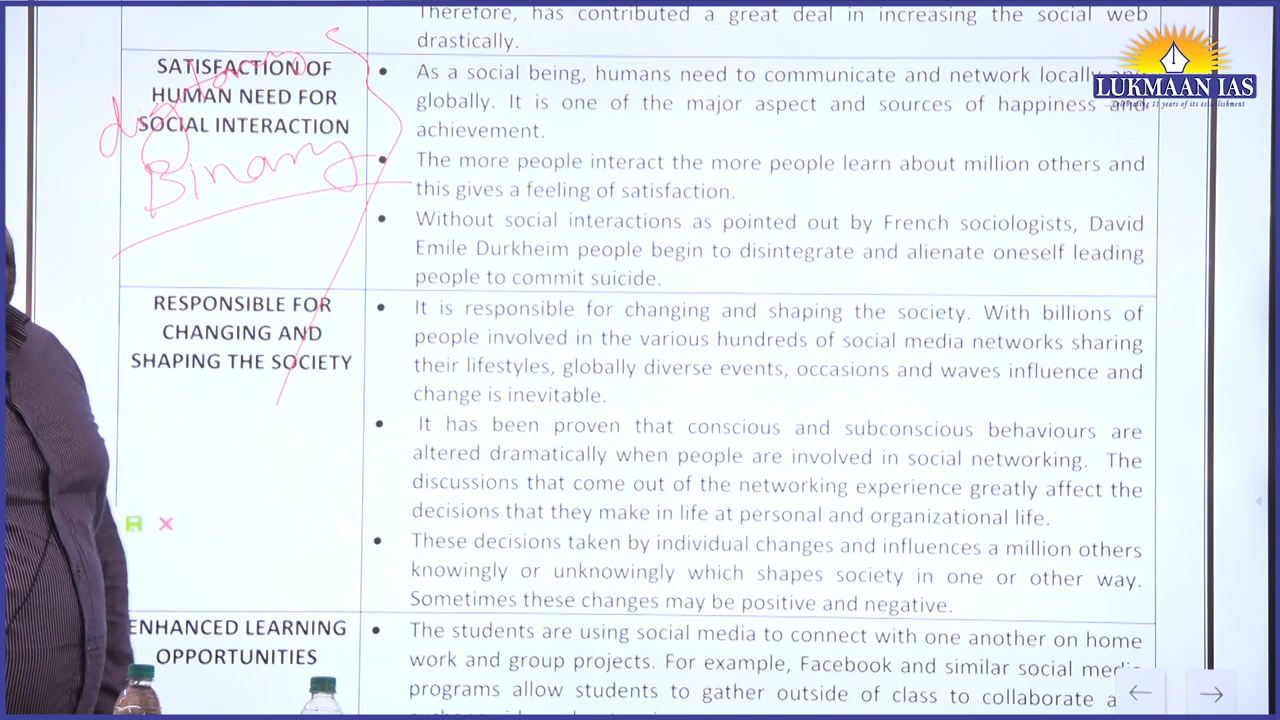 Therefore, has contributed a great deal in increasing the social web
drastically.
SATISFACTION OF
HUMAN NEED FOR
SOCIAL INTERACTION
Binary
• As a social being, humans need to communicate and network locally and
globally. It is one of the major aspect and sources of happiness and
achievement.
• The more people interact the more people learn about million others and
this gives a feeling of satisfaction.
• Without social interactions as pointed out by French sociologists, David
Emile Durkheim people begin to disintegrate and alienate oneself leading
people to commit suicide.
RESPONSIBLE FOR
CHANGING AND
SHAPING THE SOCIETY
• It is responsible for changing and shaping the society. With billions of
people involved in the various hundreds of social media networks sharing
their lifestyles, globally diverse events, occasions and waves influence and
change is inevitable.
• It has been proven that conscious and subconscious behaviours are
altered dramatically when people are involved in social networking. The
discussions that come out of the networking experience greatly affect the
decisions that they make in life at personal and organizational life.
• These decisions taken by individual changes and influences a million others
knowingly or unknowingly which shapes society in one or other way.
Sometimes these changes may be positive and negative.
ENHANCED LEARNING
OPPORTUNITIES
• The students are using social media to connect with one another on home
work and group projects. For example, Facebook and similar social media
programs allow students to gather outside of class to collaborate a
LUKMAAN IAS
Celebrating 11 years of its establishment